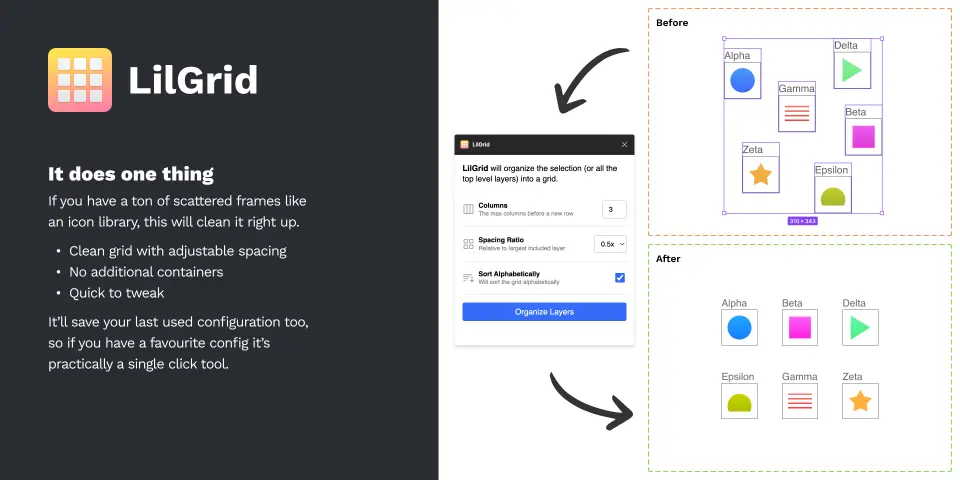 LilGrid
It does one thing
If you have a ton of scattered frames like
an icon library, this will clean it right up.
• Clean grid with adjustable spacing
• No additional containers
• Quick to tweak
It’ll save your last used configuration too,
so if you have a favourite config it’s
practically a single click tool.
LilGrid
LilGrid will organize the selection (or all the
top level layers) into a grid.
Columns
The max columns before a new row
3
Spacing Ratio
Relative to largest included layer
0.5x
Sort Alphabetically
Will sort the grid alphabetically
Organize Layers
Before
Alpha
Delta
Gamma
Beta
Zeta
Epsilon
310 × 343
After
Alpha
Beta
Delta
Epsilon
Gamma
Zeta